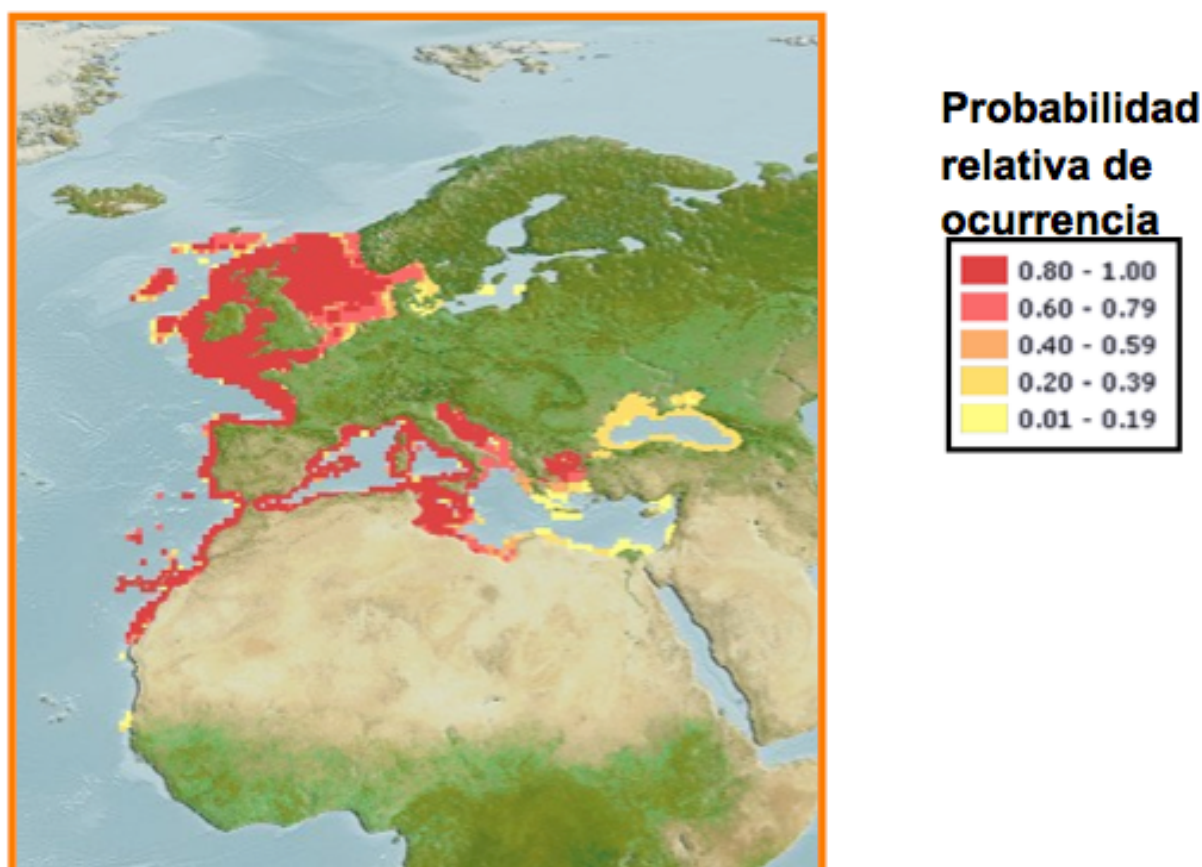 Probabilidad
relativa de
ocurrencia
0.80 - 1.00
0.60 - 0.79
0.40 - 0.59
0.20 - 0.39
0.01 - 0.19